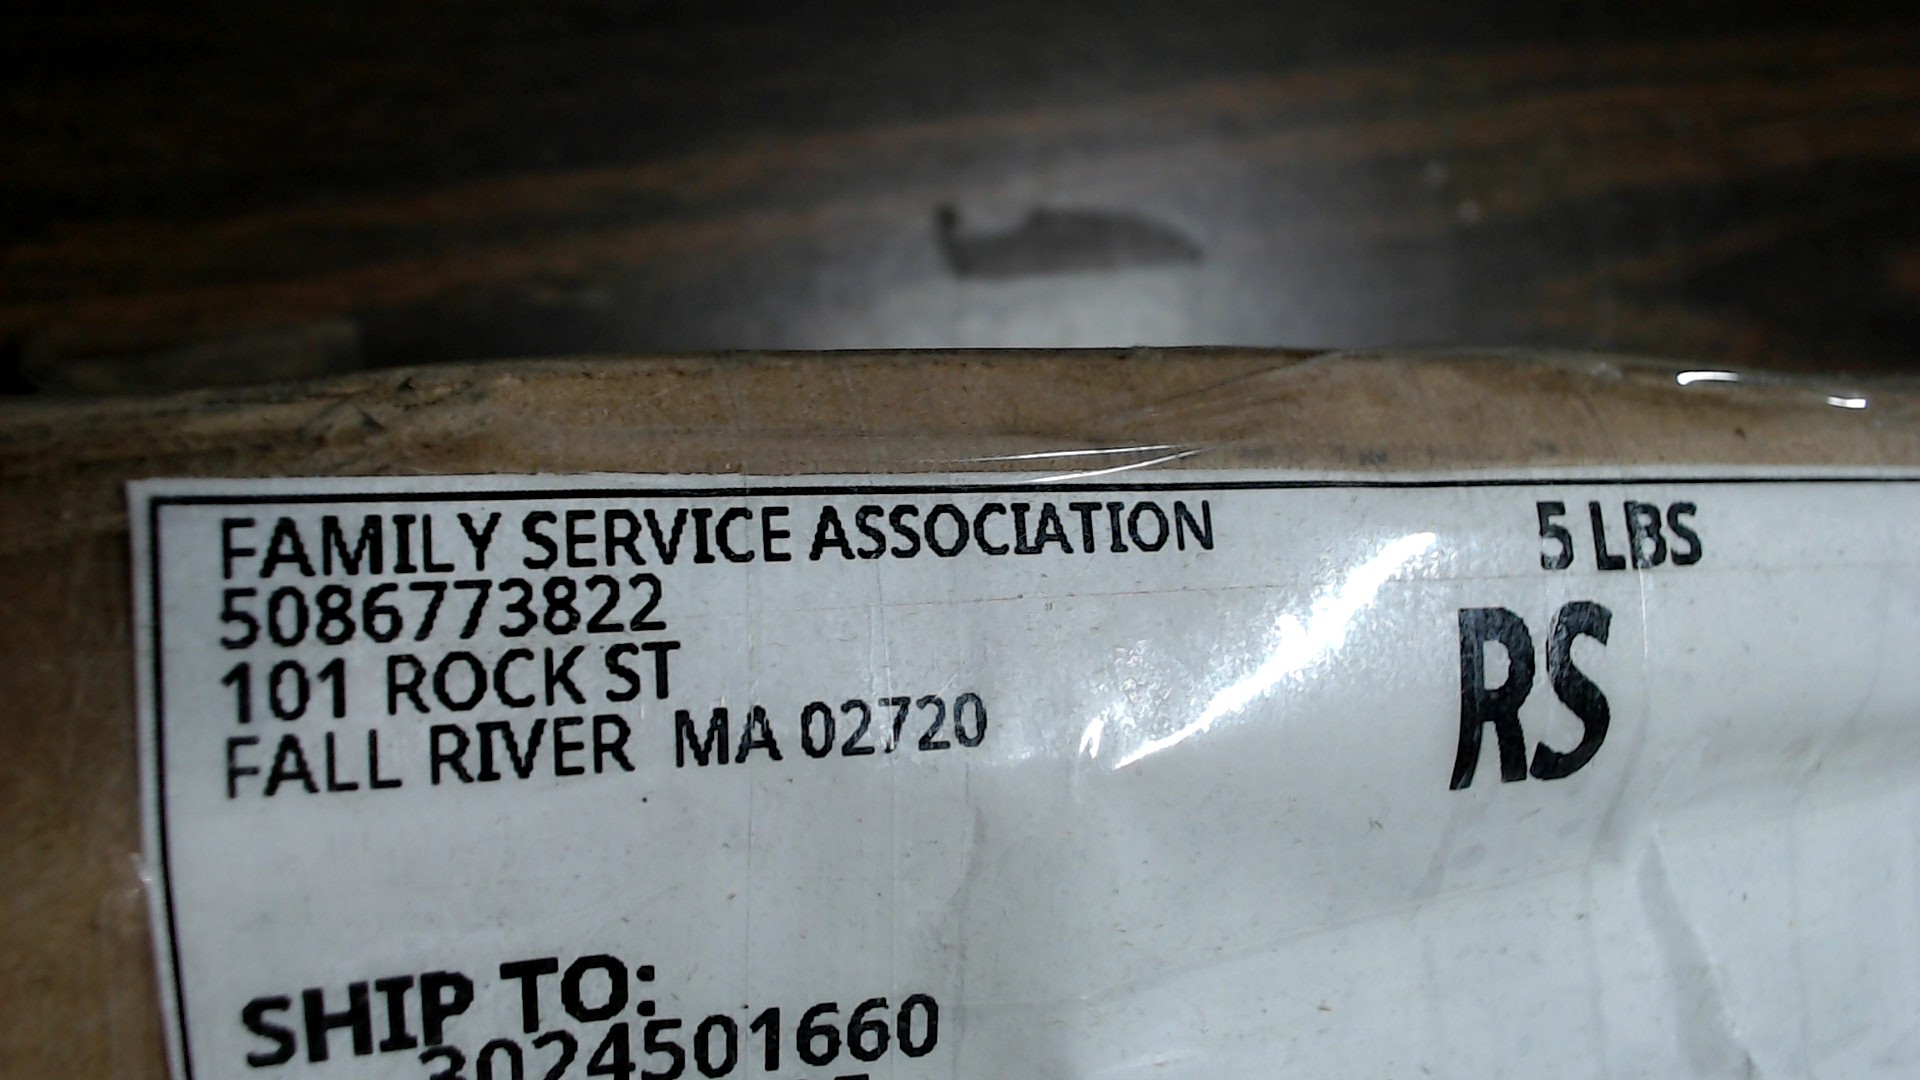 FAMILY SERVICE ASSOCIATION 5 LBS
5086773822
RS
101 ROCK ST
FALL RIVER MA 02720
SHIP TO:
3024501660